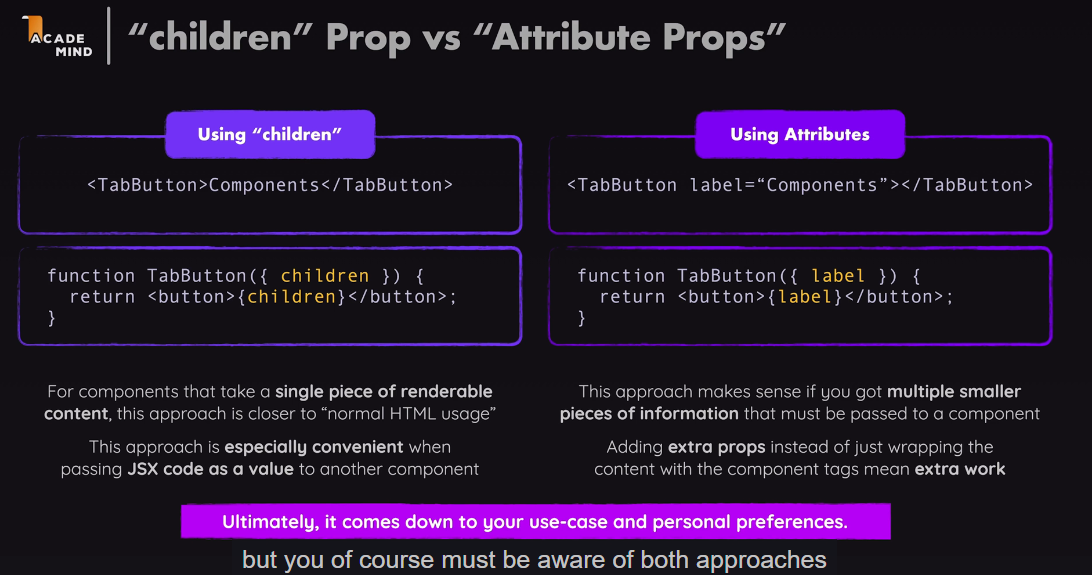 ACADE
MIND
“children” Prop vs “Attribute Props”
Using “children”
<TabButton>Components</TabButton>
function TabButton({ children }) {
  return <button>{children}</button>;
}
For components that take a single piece of renderable
content, this approach is closer to “normal HTML usage”
This approach is especially convenient when
passing JSX code as a value to another component
Using Attributes
<TabButton label=“Components”></TabButton>
function TabButton({ label }) {
  return <button>{label}</button>;
}
This approach makes sense if you got multiple smaller
pieces of information that must be passed to a component
Adding extra props instead of just wrapping the
content with the component tags mean extra work
Ultimately, it comes down to your use-case and personal preferences.
but you of course must be aware of both approaches